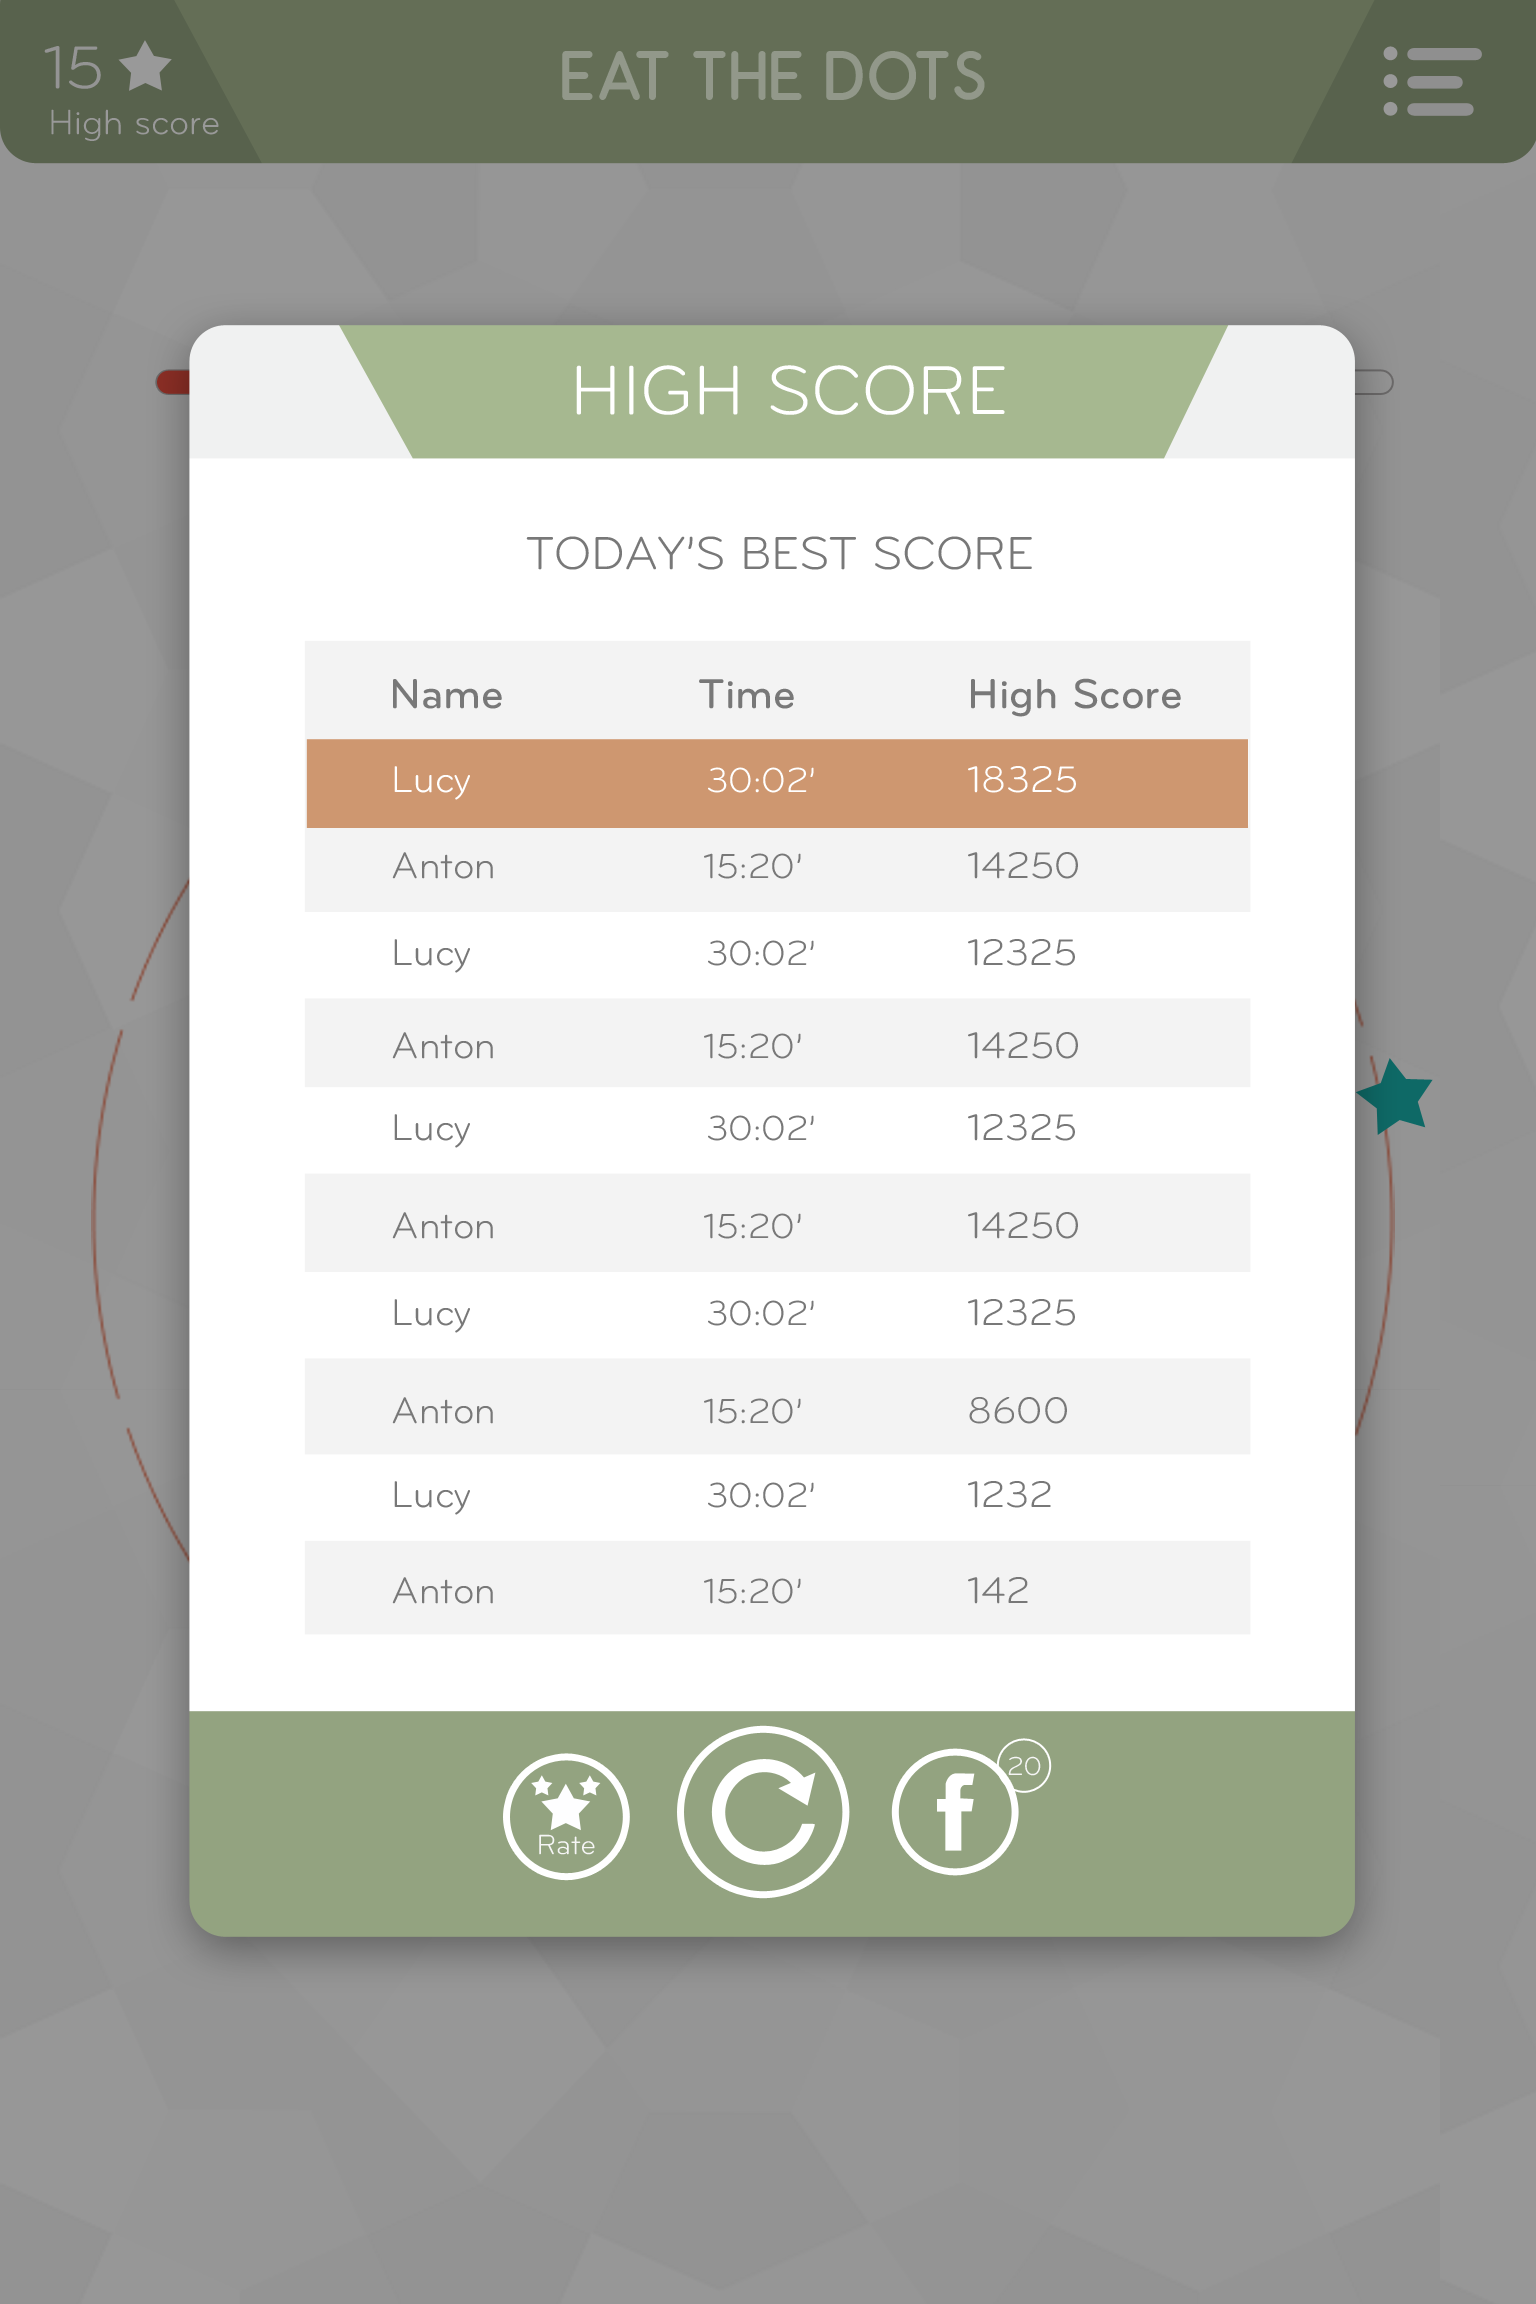 15
High score
EAT THE DOTS
HIGH SCORE
TODAY'S BEST SCORE
Name Time High Score
Lucy 30:02' 18325
Anton 15:20' 14250
Lucy 30:02' 12325
Anton 15:20' 14250
Lucy 30:02' 12325
Anton 15:20' 14250
Lucy 30:02' 12325
Anton 15:20' 8600
Lucy 30:02' 1232
Anton 15:20' 142
Rate
f
20